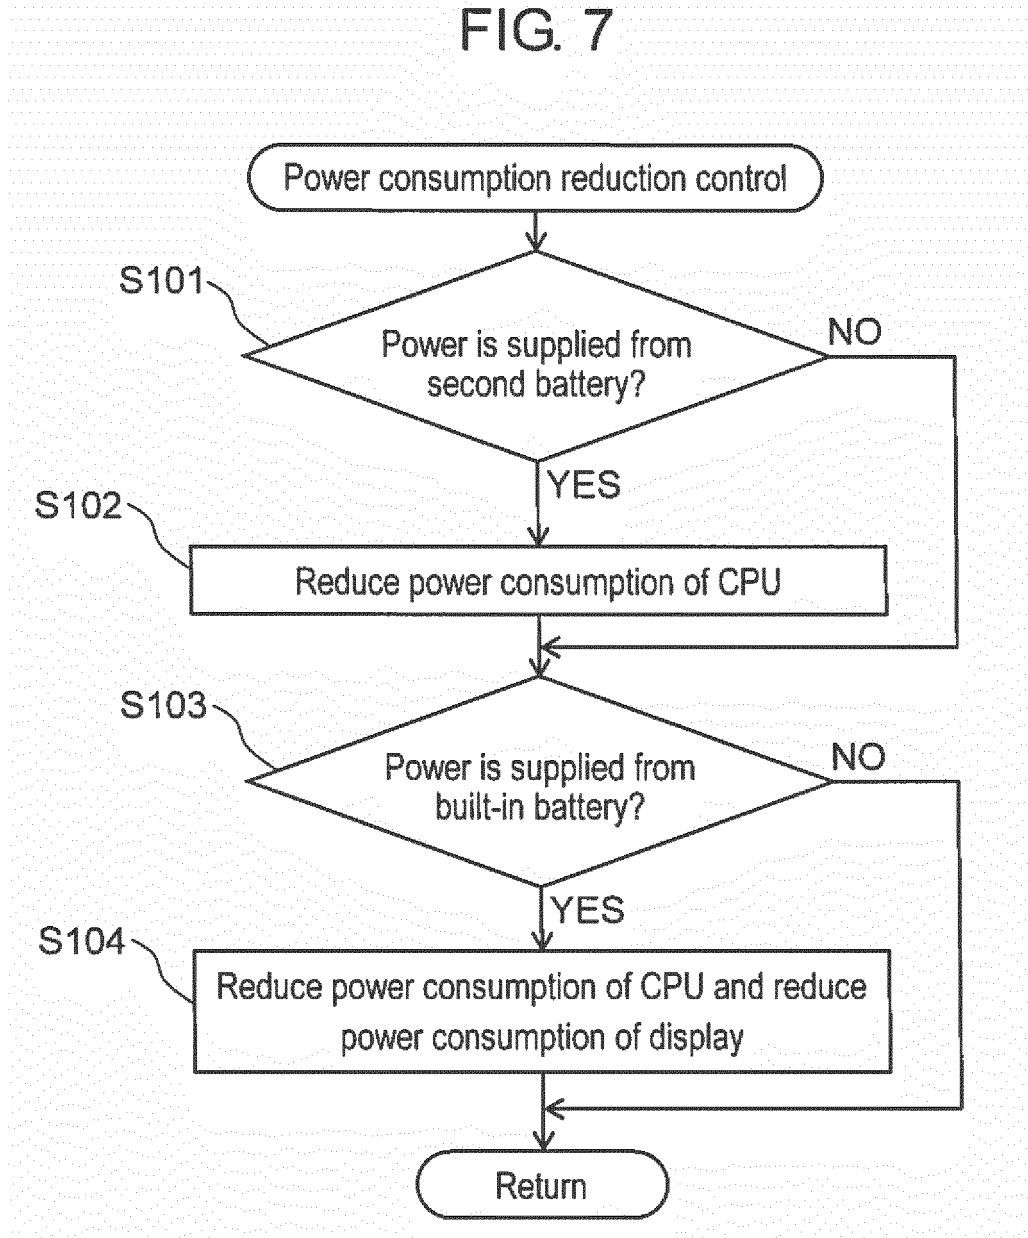 FIG. 7
Power consumption reduction control
S101
Power is supplied from
second battery?
NO
YES
S102
Reduce power consumption of CPU
S103
Power is supplied from
built-in battery?
NO
YES
S104
Reduce power consumption of CPU and reduce
power consumption of display
Return